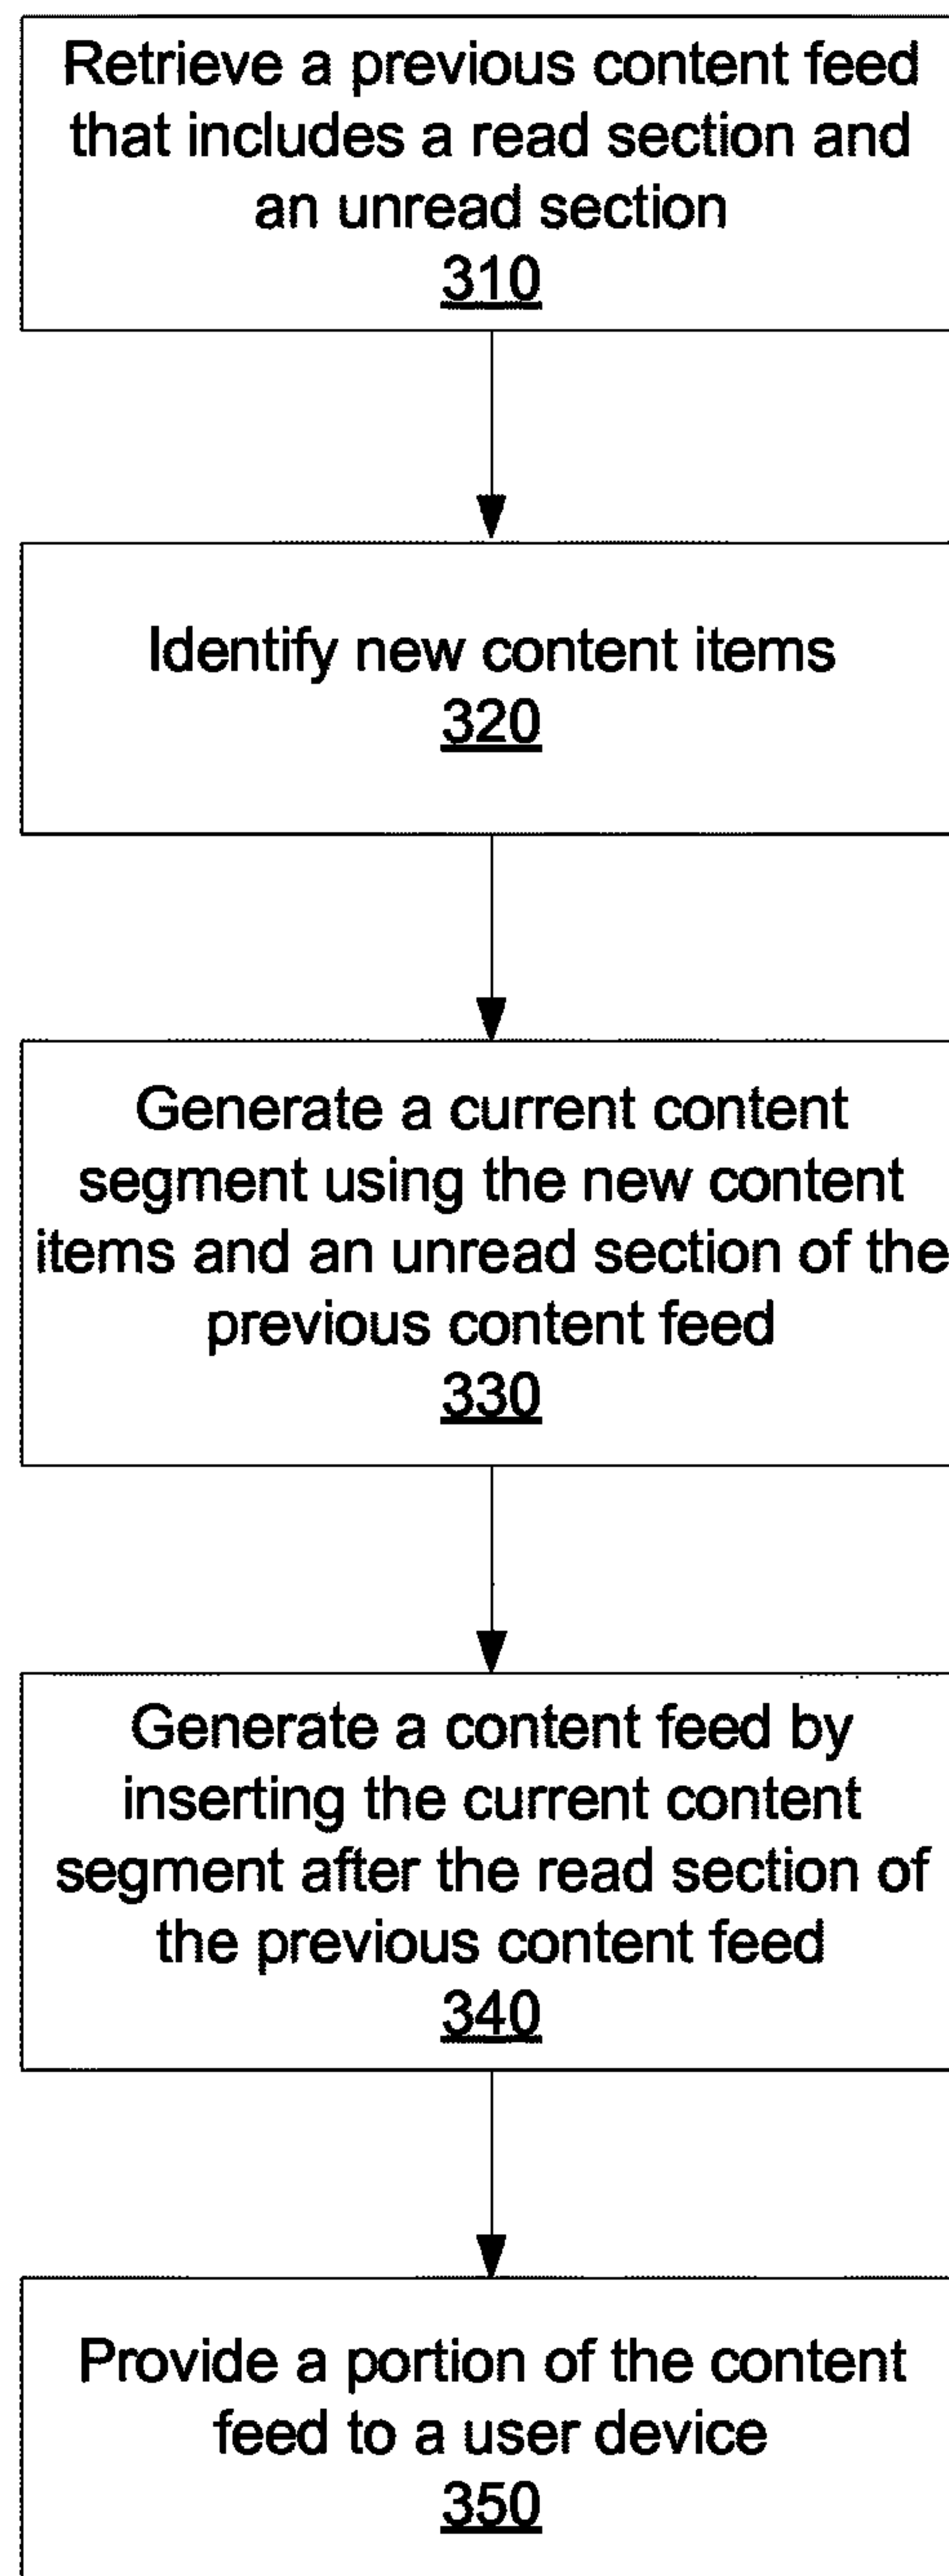 Retrieve a previous content feed
that includes a read section and
an unread section
310
Identify new content items
320
Generate a current content
segment using the new content
items and an unread section of the
previous content feed
330
Generate a content feed by
inserting the current content
segment after the read section of
the previous content feed
340
Provide a portion of the content
feed to a user device
350